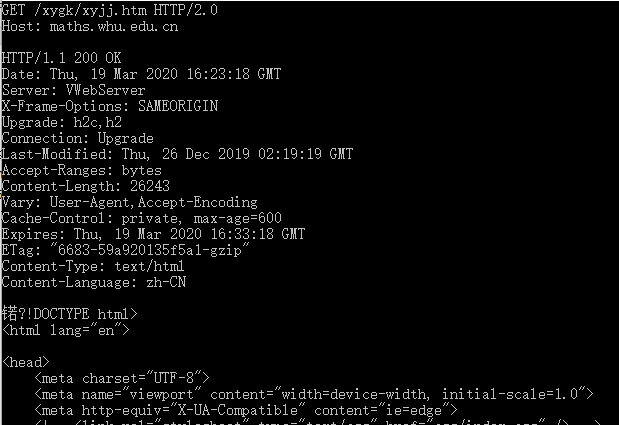 GET /xygk/xyjj.htm HTTP/2.0
Host: maths.whu.edu.cn
HTTP/1.1 200 OK
Date: Thu, 19 Mar 2020 16:23:18 GMT
Server: VWebServer
X-Frame-Options: SAMEORIGIN
Upgrade: h2c,h2
Connection: Upgrade
Last-Modified: Thu, 26 Dec 2019 02:19:19 GMT
Accept-Ranges: bytes
Content-Length: 26243
Vary: User-Agent,Accept-Encoding
Cache-Control: private, max-age=600
Expires: Thu, 19 Mar 2020 16:33:18 GMT
ETag: "6683-59a920135f5a1-gzip"
Content-Type: text/html
Content-Language: zh-CN
锘?!DOCTYPE html>
<html lang="en">
<head>
<meta charset="UTF-8">
<meta name="viewport" content="width=device-width, initial-scale=1.0">
<meta http-equiv="X-UA-Compatible" content="ie=edge">